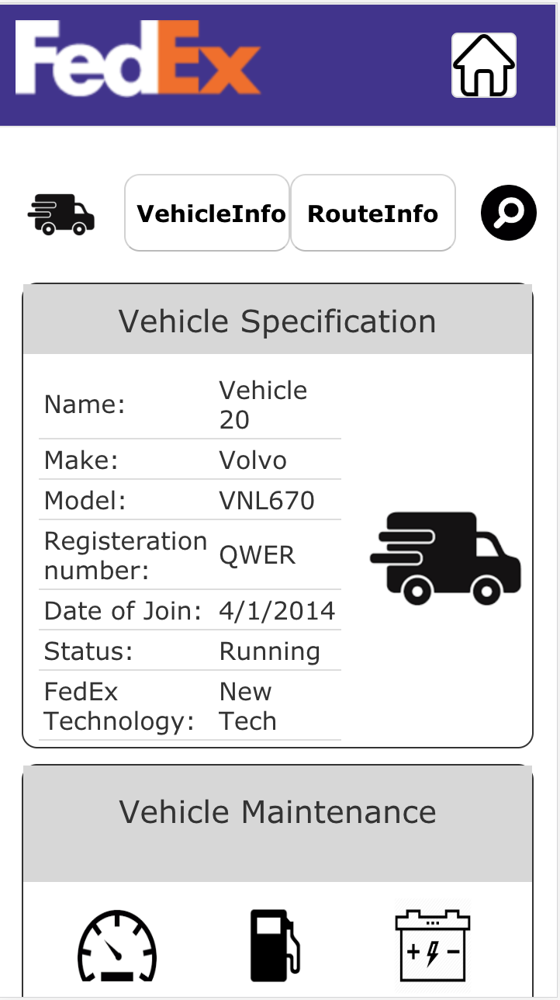 FedEx
VehicleInfo RouteInfo
Vehicle Specification
Name: Vehicle
20
Make: Volvo
Model: VNL670
Registeration
number: QWER
Date of Join: 4/1/2014
Status: Running
FedEx New
Technology: Tech
Vehicle Maintenance